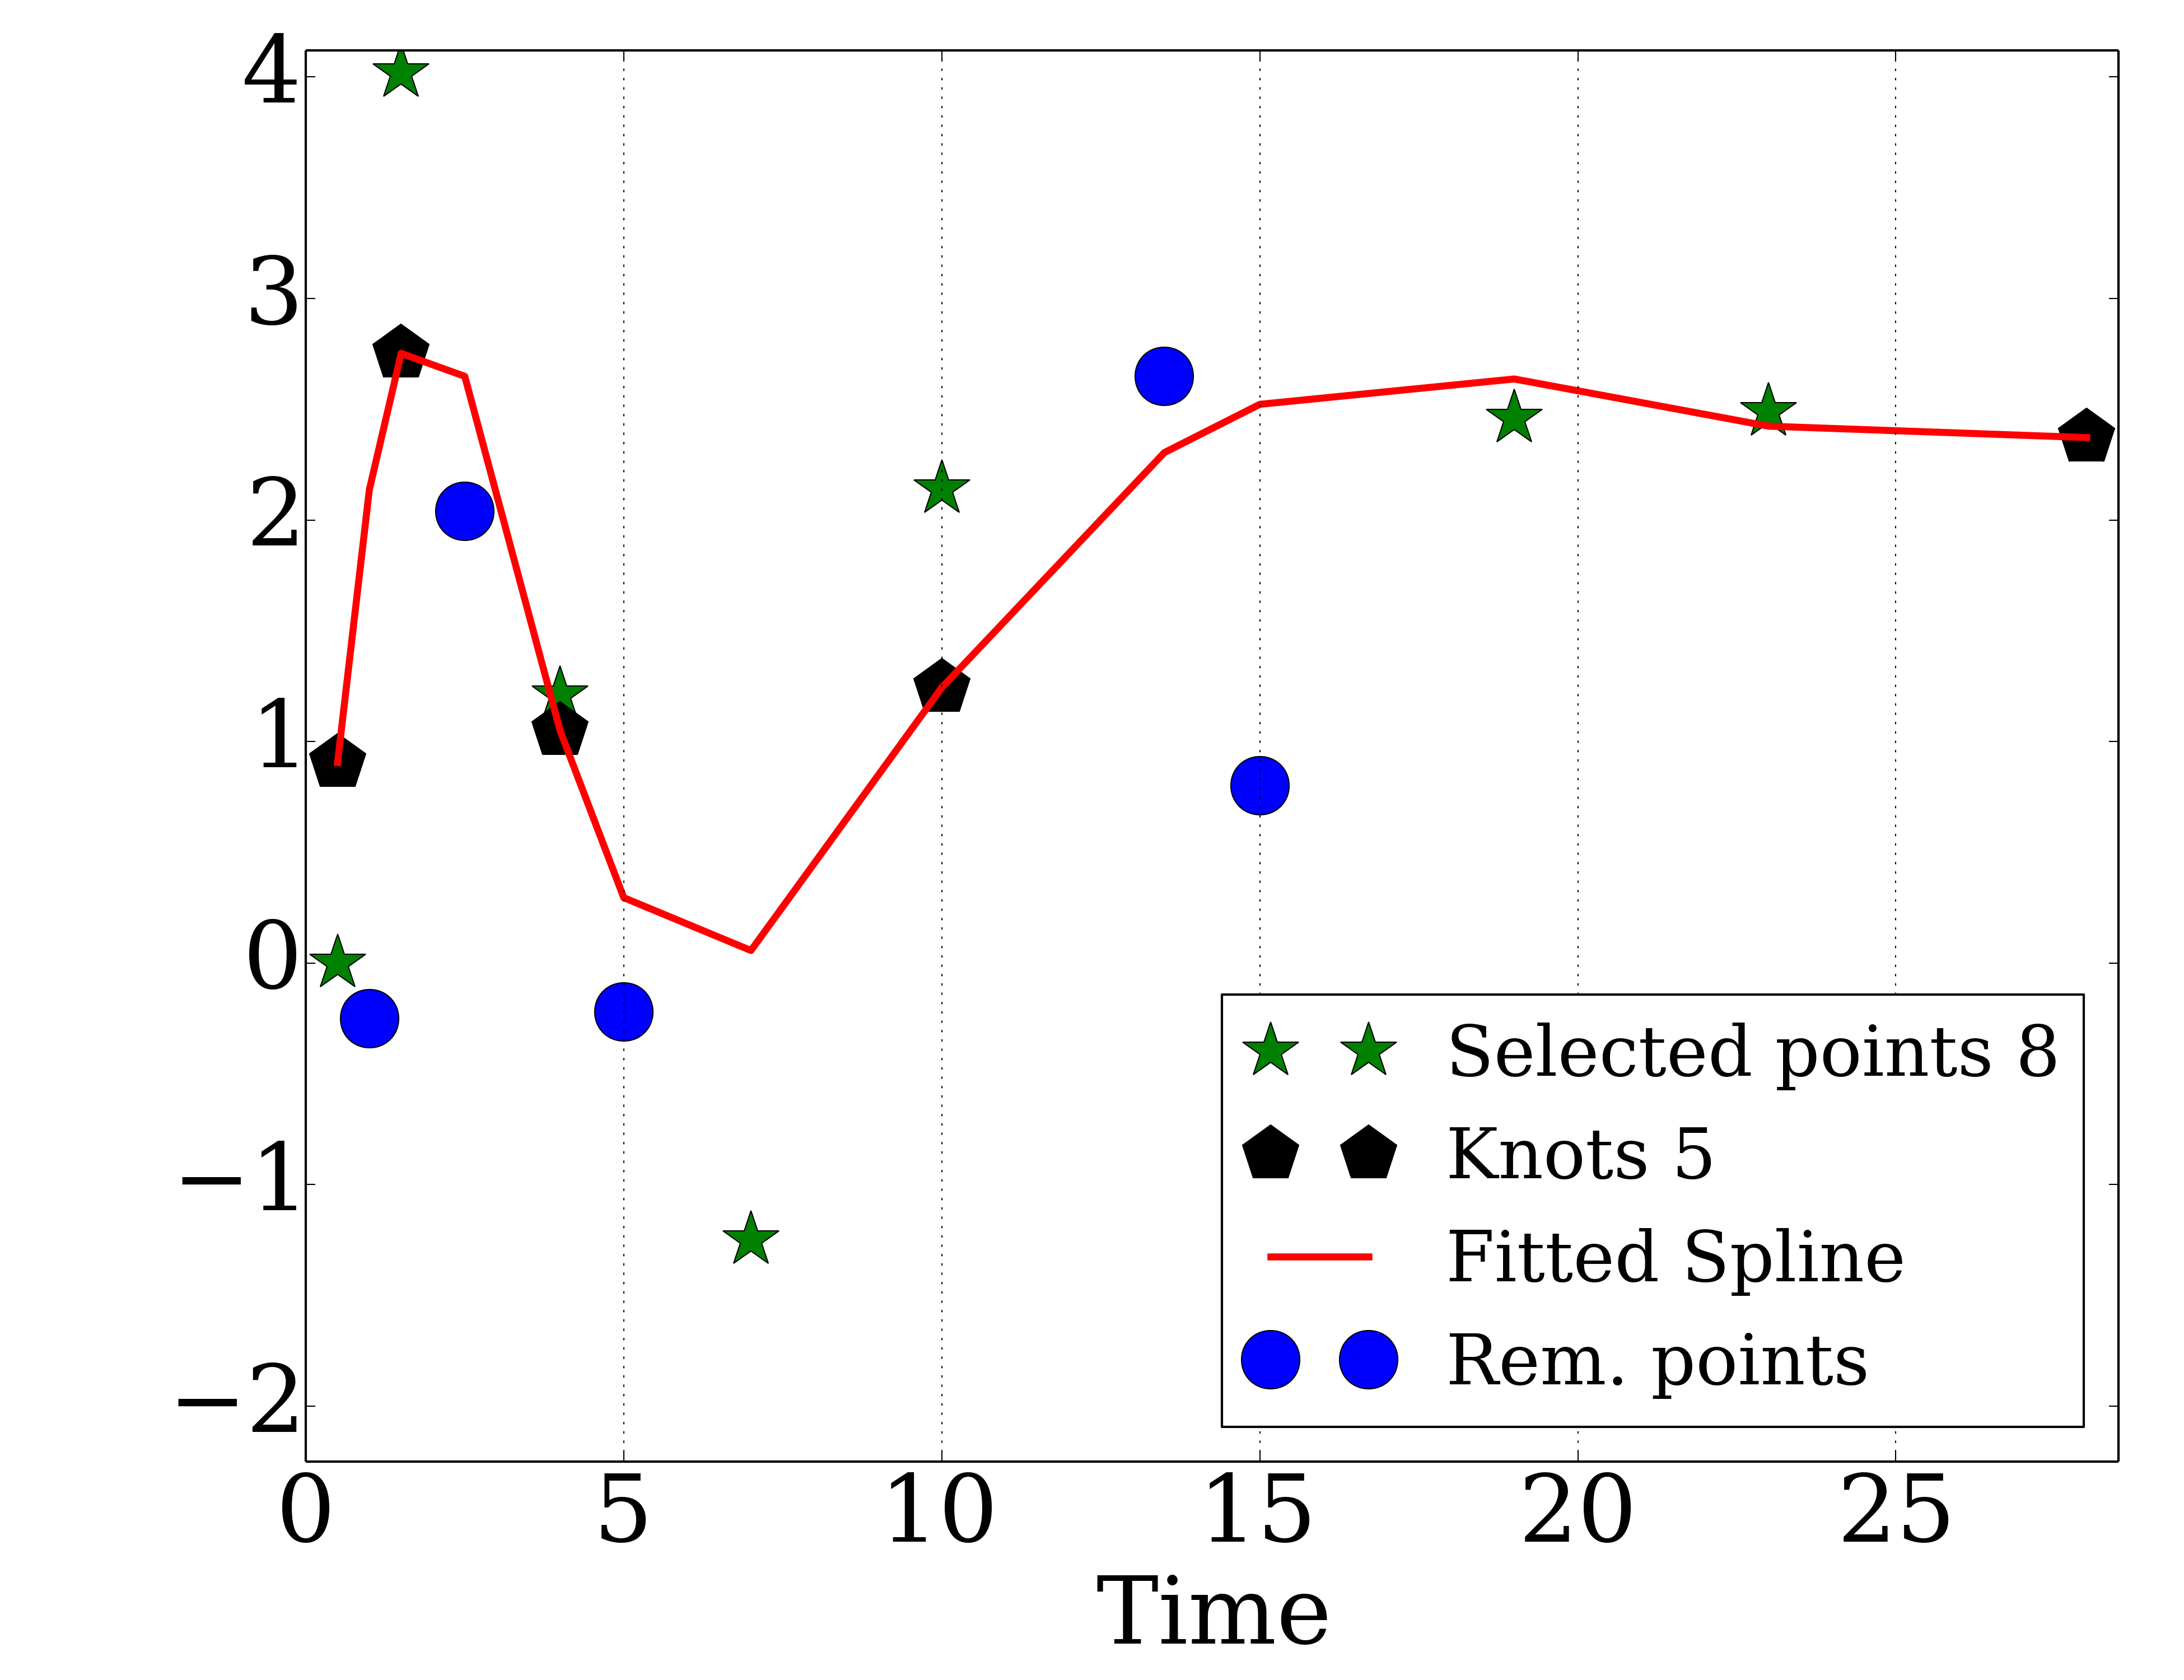 4
3
2
1
0
−1
−2
0 5 10 15 20 25
Time
Selected points 8
Knots 5
Fitted Spline
Rem. points